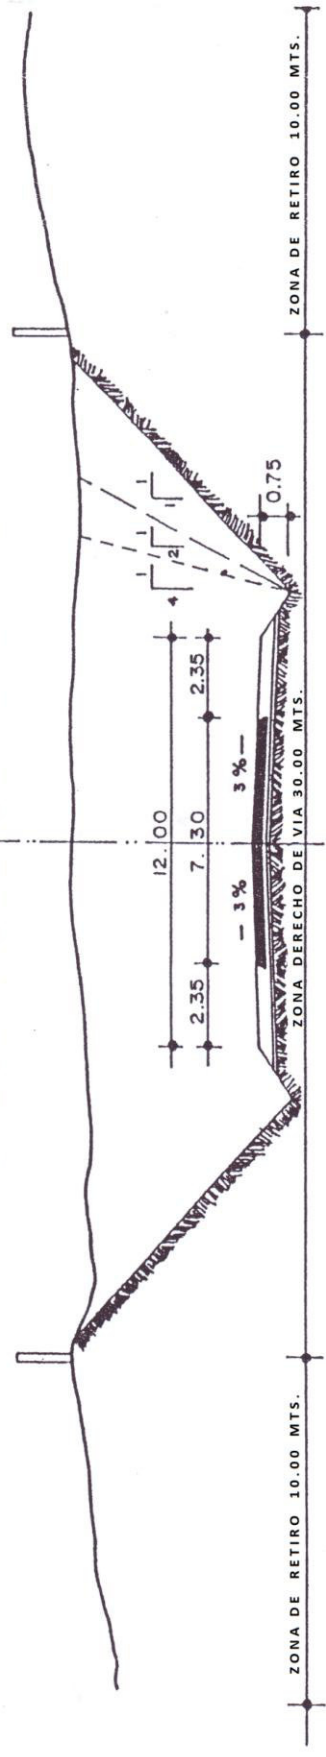 1
1
1
1
2
4
12.00
2.35 7.30 2.35
— 3% 3% —
0.75
ZONA DE RETIRO 10.00 MTS.
ZONA DERECHO DE VIA 30.00 MTS.
ZONA DE RETIRO 10.00 MTS.